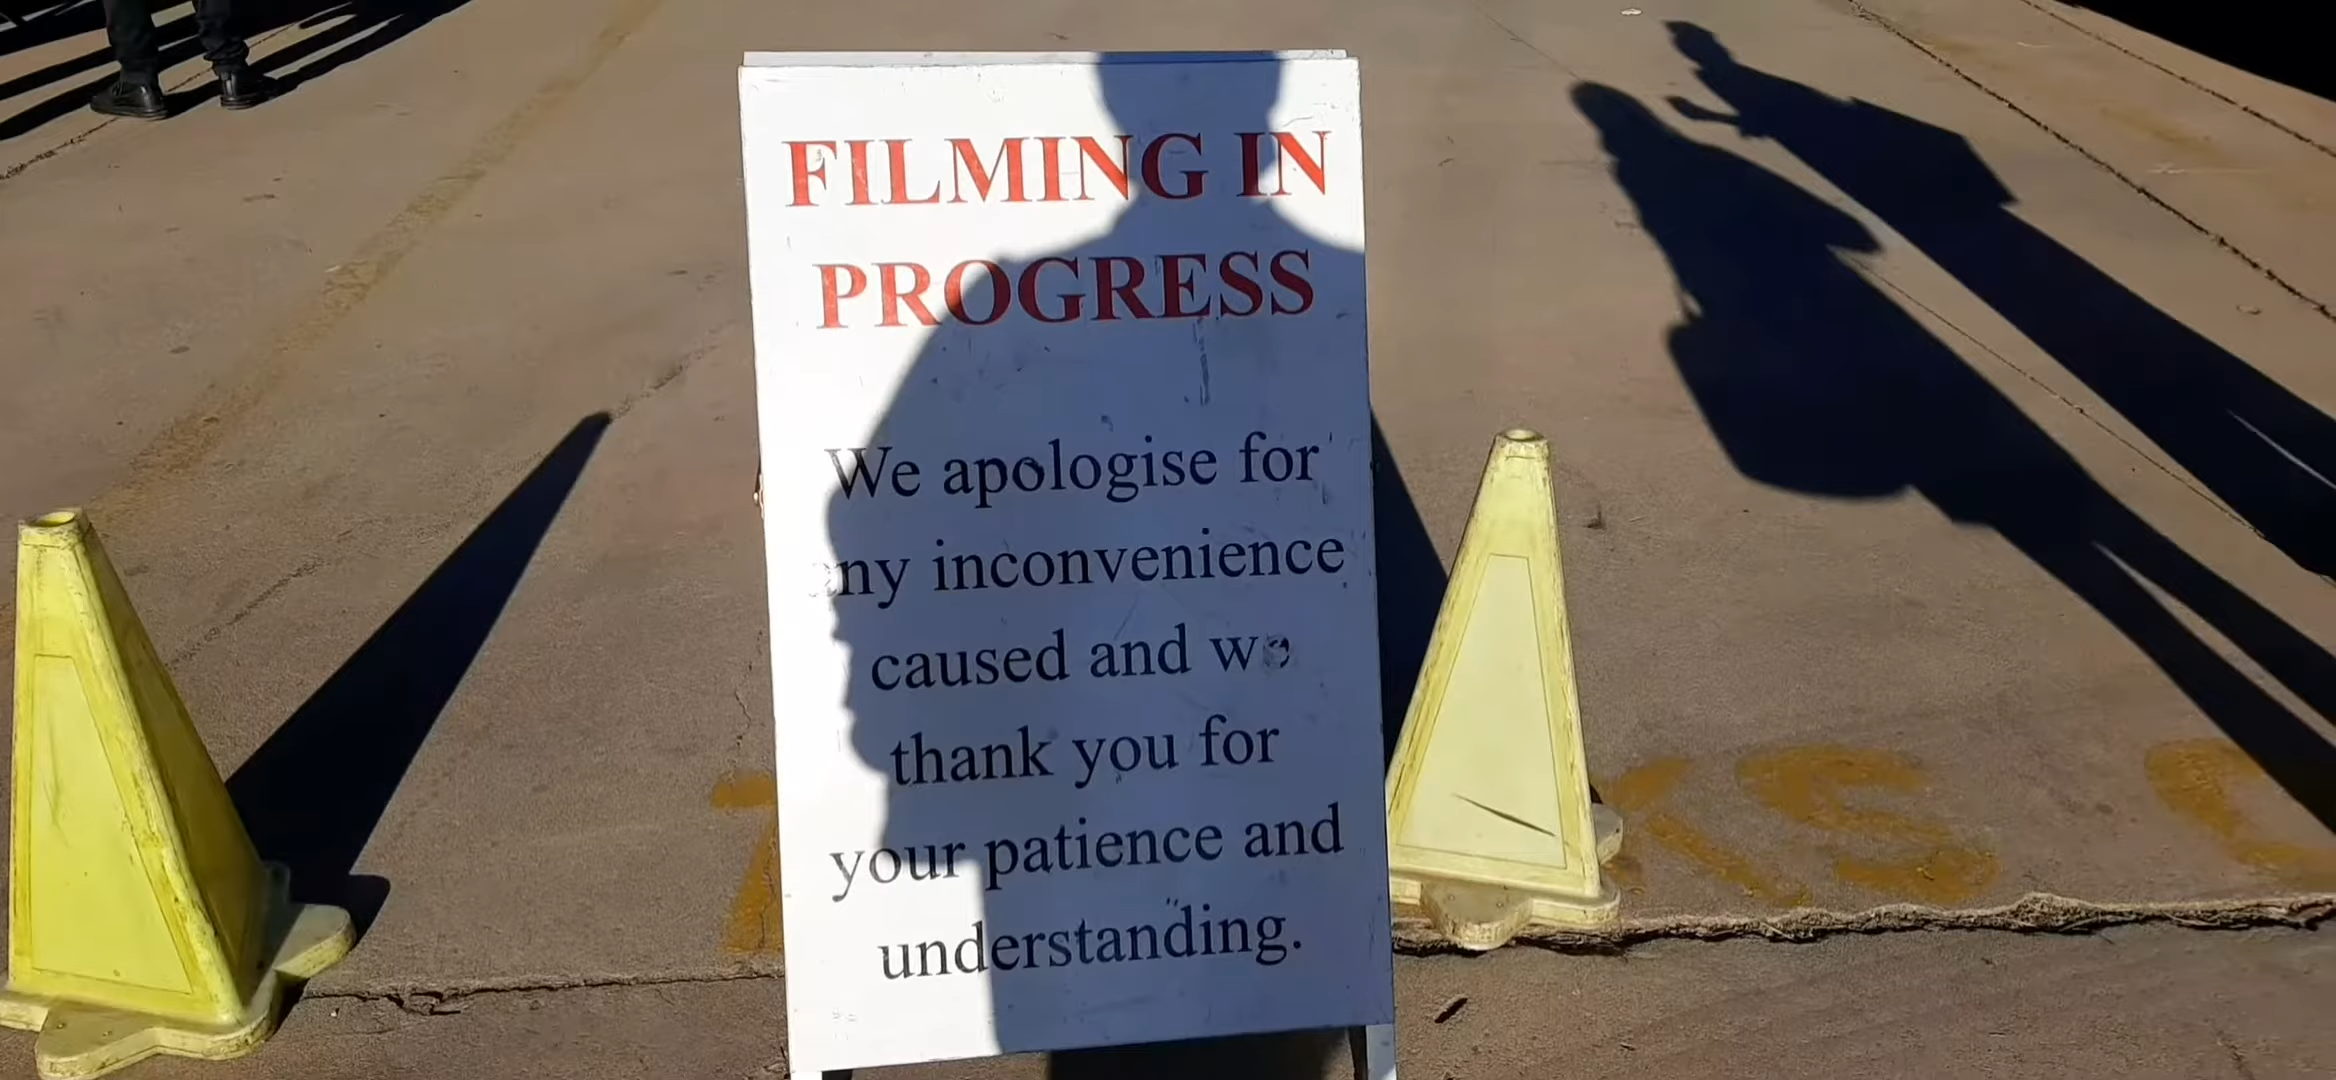 FILMING IN
PROGRESS
We apologise for
any inconvenience
caused and we
thank you for
your patience and
understanding.